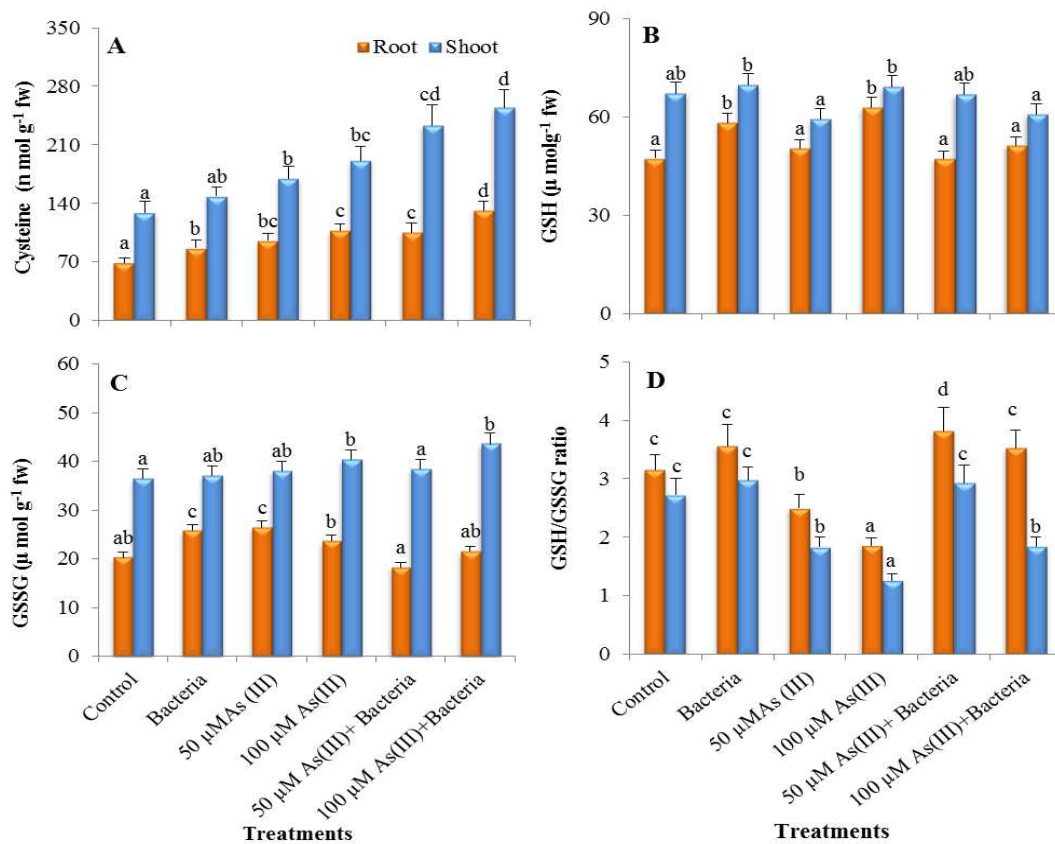 A
Root Shoot
Cysteine (n mol g-1 fw)
350
280
210
140
70
0
a a b ab bc b c bc c cd d d
B
GSH (µ molg-1 fw)
90
60
30
0
a ab b b a a b b a ab a a
C
GSSG (µ mol g-1 fw)
60
50
40
30
20
10
0
ab a c ab ab b b a a ab b
Control
Bacteria
50 µMAs (III)
100 µM As(III)
50 µM As(III)+ Bacteria
100 µM As(III)+Bacteria
Treatments
D
GSH/GSSG ratio
5
4
3
2
1
0
c c c c b b a a d c c b
Control
Bacteria
50 µMAs (III)
100 µM As(III)
50 µM As(III)+ Bacteria
100 µM As(III)+Bacteria
Treatments